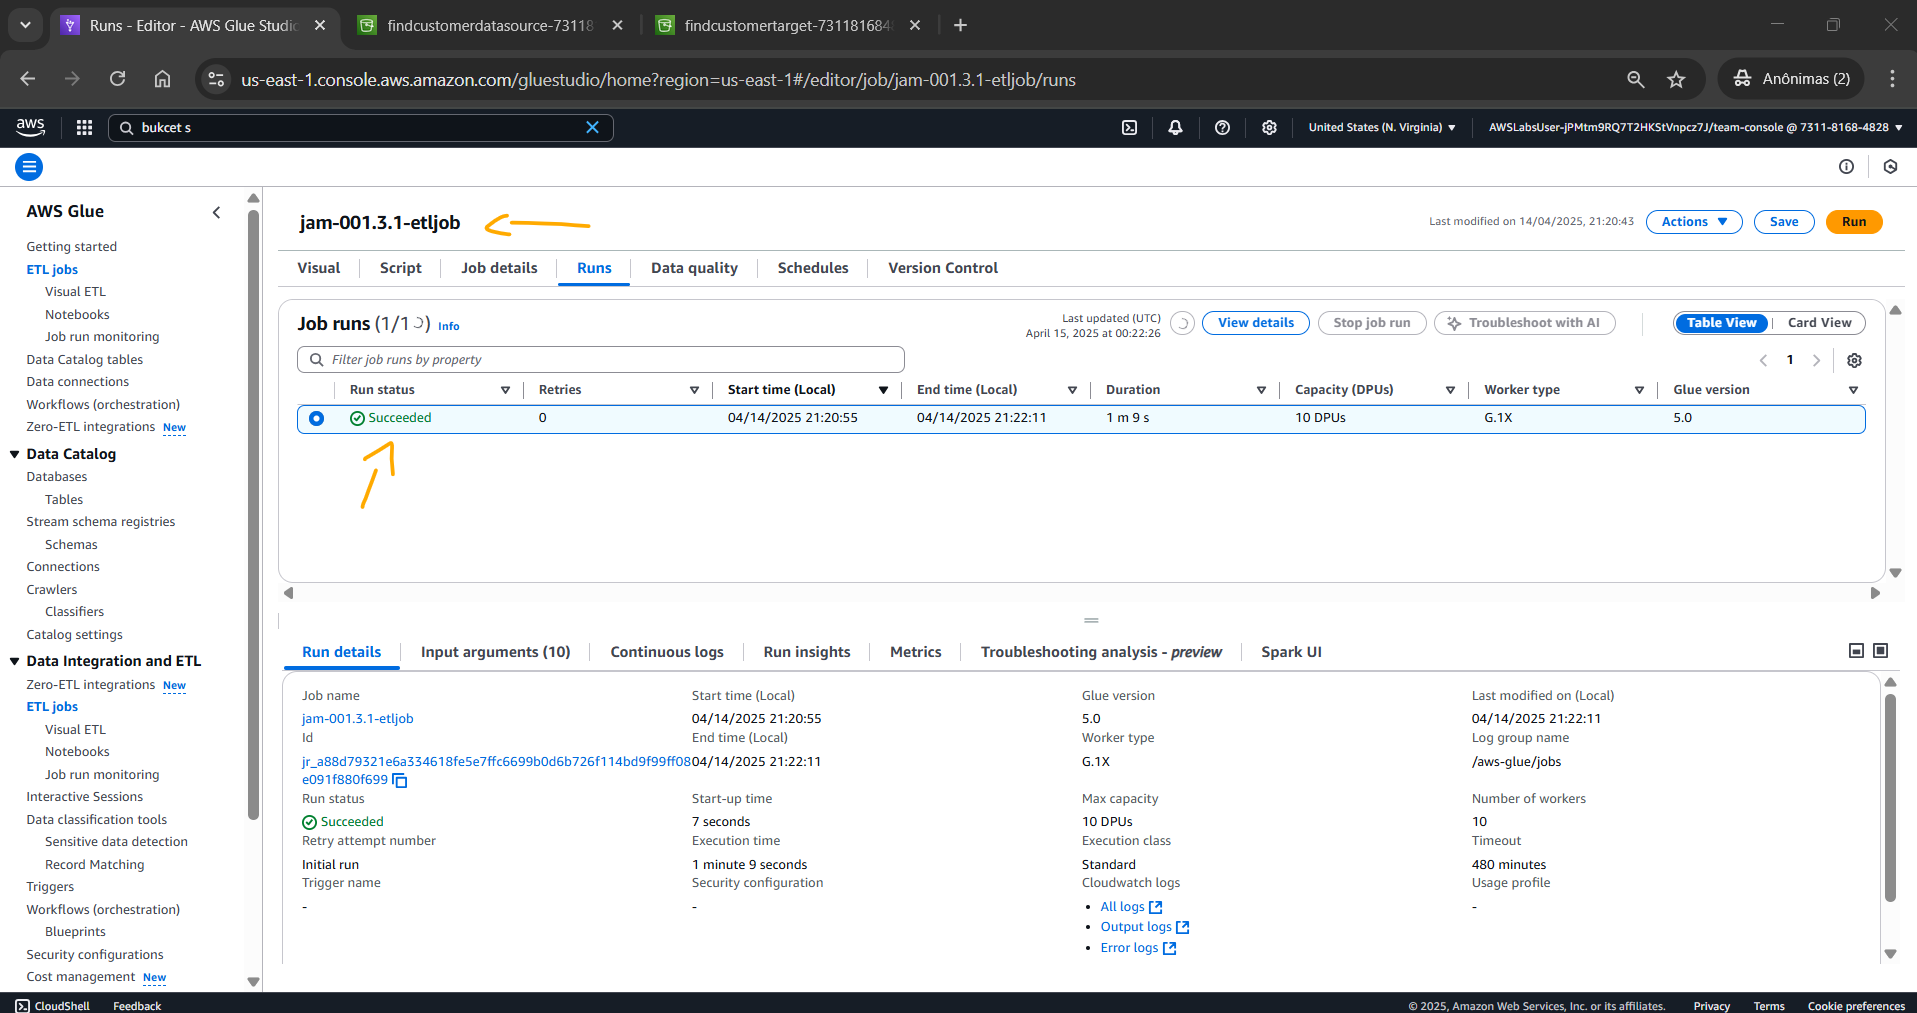 Runs - Editor - AWS Glue Studio
findcustomerdatasource-73118
findcustomertarget-731181684
us-east-1.console.aws.amazon.com/gluestudio/home?region=us-east-1#/editor/job/jam-001.3.1-etljob/runs
Anônimas (2)
aws
bukcet s
United States (N. Virginia)
AWSLabsUser-jPMtm9RQ7T2HKStVnpcz7J/team-console @ 7311-8168-4828
AWS Glue
Getting started
ETL jobs
Visual ETL
Notebooks
Job run monitoring
Data Catalog tables
Data connections
Workflows (orchestration)
Zero-ETL integrations New
Data Catalog
Databases
Tables
Stream schema registries
Schemas
Connections
Crawlers
Classifiers
Catalog settings
Data Integration and ETL
Zero-ETL integrations New
ETL jobs
Visual ETL
Notebooks
Job run monitoring
Interactive Sessions
Data classification tools
Sensitive data detection
Record Matching
Triggers
Workflows (orchestration)
Blueprints
Security configurations
Cost management New
jam-001.3.1-etljob
Last modified on 14/04/2025, 21:20:43
Actions
Save
Run
Visual
Script
Job details
Runs
Data quality
Schedules
Version Control
Job runs (1/1) Info
Last updated (UTC)
April 15, 2025 at 00:22:26
View details
Stop job run
Troubleshoot with AI
Table View
Card View
Filter job runs by property
1
Run status Retries Start time (Local) End time (Local) Duration Capacity (DPUs) Worker type Glue version
Succeeded 0 04/14/2025 21:20:55 04/14/2025 21:22:11 1 m 9 s 10 DPUs G.1X 5.0
Run details
Input arguments (10)
Continuous logs
Run insights
Metrics
Troubleshooting analysis - preview
Spark UI
Job name
jam-001.3.1-etljob
Id
jr_a88d79321e6a334618fe5e7ffc6699b0d6b726f114bd9f99ff08
e091f880f699
Run status
Succeeded
Retry attempt number
Initial run
Trigger name
-
Start time (Local)
04/14/2025 21:20:55
End time (Local)
04/14/2025 21:22:11
Start-up time
7 seconds
Execution time
1 minute 9 seconds
Security configuration
-
Glue version
5.0
Worker type
G.1X
Max capacity
10 DPUs
Execution class
Standard
Cloudwatch logs
All logs
Output logs
Error logs
Last modified on (Local)
04/14/2025 21:22:11
Log group name
/aws-glue/jobs
Number of workers
10
Timeout
480 minutes
Usage profile
-
CloudShell
Feedback
© 2025, Amazon Web Services, Inc. or its affiliates.
Privacy
Terms
Cookie preferences